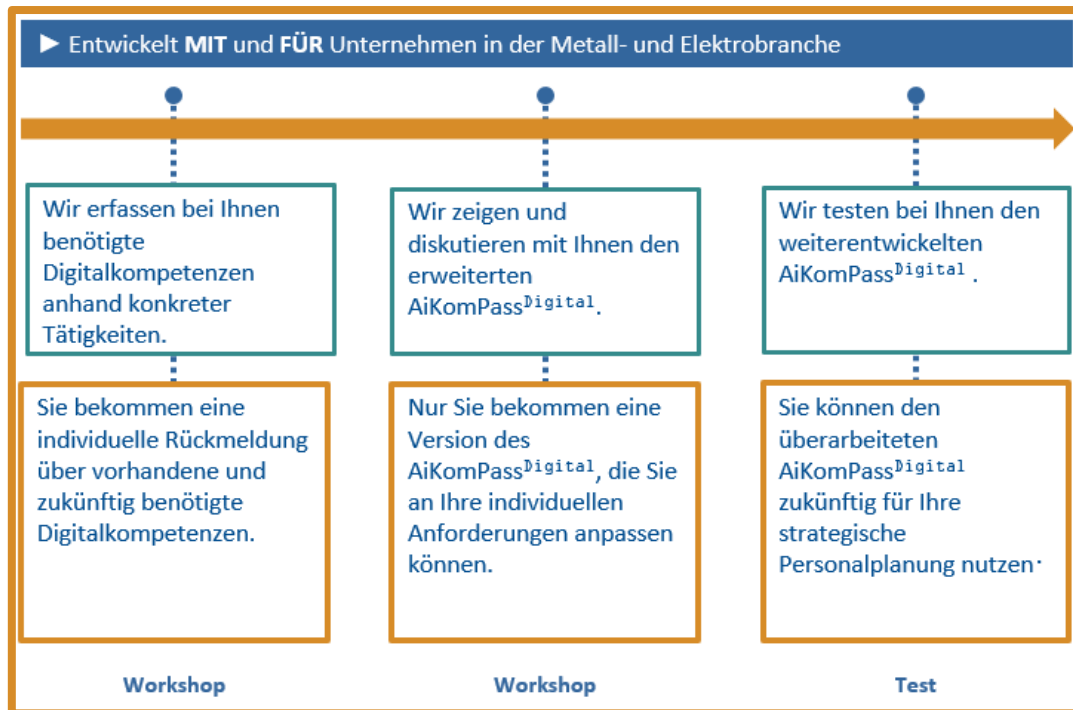 ► Entwickelt MIT und FÜR Unternehmen in der Metall- und Elektrobranche
Wir erfassen bei Ihnen
benötigte
Digitalkompetenzen
anhand konkreter
Tätigkeiten.
Wir zeigen und
diskutieren mit Ihnen den
erweiterten
AiKomPassDigital.
Wir testen bei Ihnen den
weiterentwickelten
AiKomPassDigital .
Sie bekommen eine
individuelle Rückmeldung
über vorhandene und
zukünftig benötigte
Digitalkompetenzen.
Nur Sie bekommen eine
Version des
AiKomPassDigital, die Sie
an Ihre individuellen
Anforderungen anpassen
können.
Sie können den
überarbeiteten
AiKomPassDigital
zukünftig für Ihre
strategische
Personalplanung nutzen·
Workshop
Workshop
Test